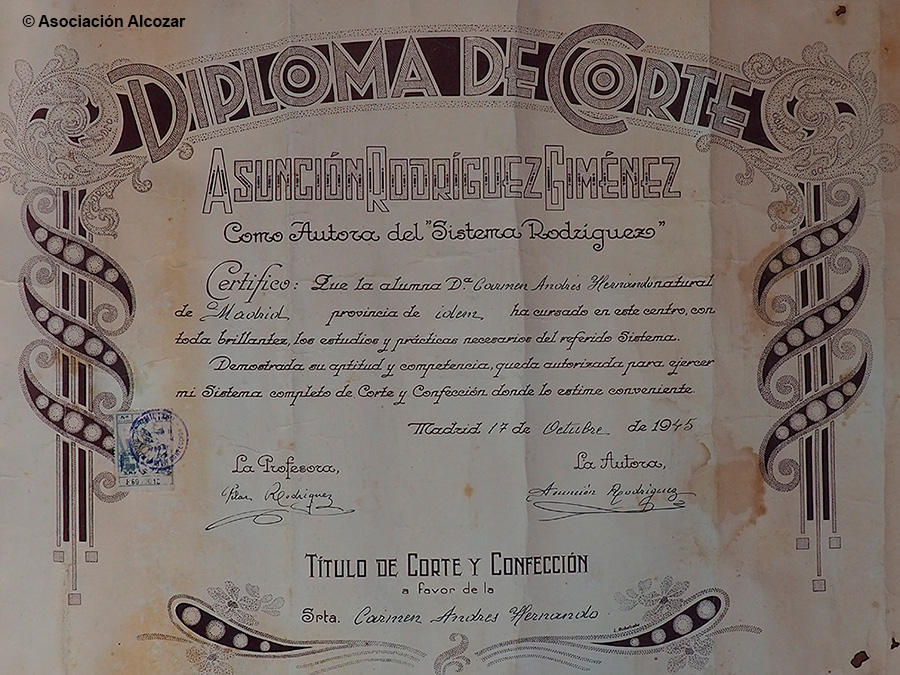 © Asociación Alcozar
DIPLOMA DE CORTE
ASUNCIÓN RODRÍGUEZ GIMÉNEZ
Como Autora del "Sistema Rodríguez"
Certifico: Que la alumna Dª Carmen Andrés Hernando natural
de Madrid provincia de idem ha cursado en este centro, con
toda brillantez, los estudios y prácticas necesarios del referido Sistema.
Demostrada su aptitud y competencia, queda autorizada para ejercer
mi Sistema completo de Corte y Confección donde lo estime conveniente.
Madrid 17 de Octubre de 1945
La Profesora, La Autora,
Pilar Rodríguez Asunción Rodríguez
TÍTULO DE CORTE Y CONFECCIÓN
a favor de la
Srta. Carmen Andres Hernando